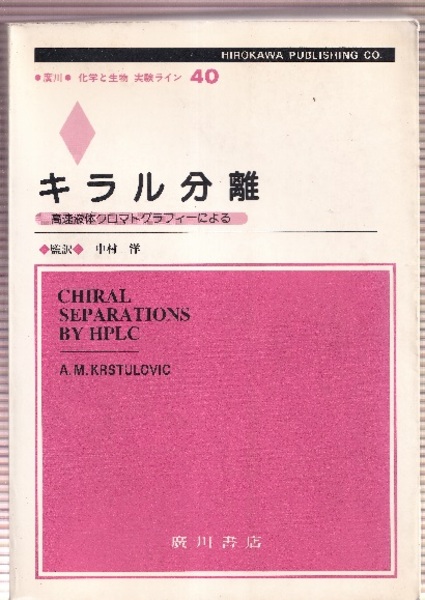 HIROKAWA PUBLISHING CO.
●廣川● 化学と生物 実験ライン 40
キラル分離
高速液体クロマトグラフィーによる
◆監訳◆ 中村 洋
CHIRAL
SEPARATIONS
BY HPLC
A.M.KRSTULOVIC
廣川書店